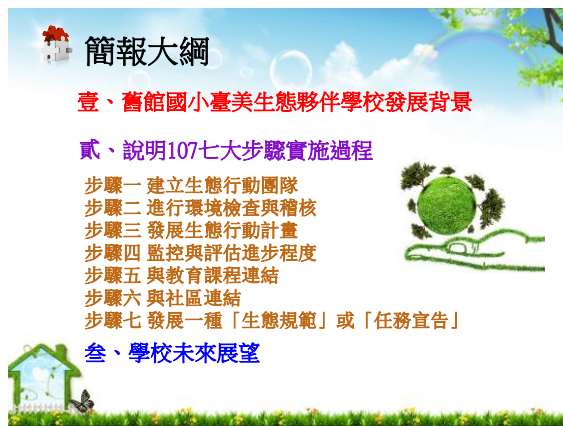 簡報大綱
壹、舊館國小臺美生態夥伴學校發展背景
貳、說明107七大步驟實施過程
步驟一 建立生態行動團隊
步驟二 進行環境檢查與稽核
步驟三 發展生態行動計畫
步驟四 監控與評估進步程度
步驟五 與教育課程連結
步驟六 與社區連結
步驟七 發展一種「生態規範」或「任務宣告」
叁、學校未來展望